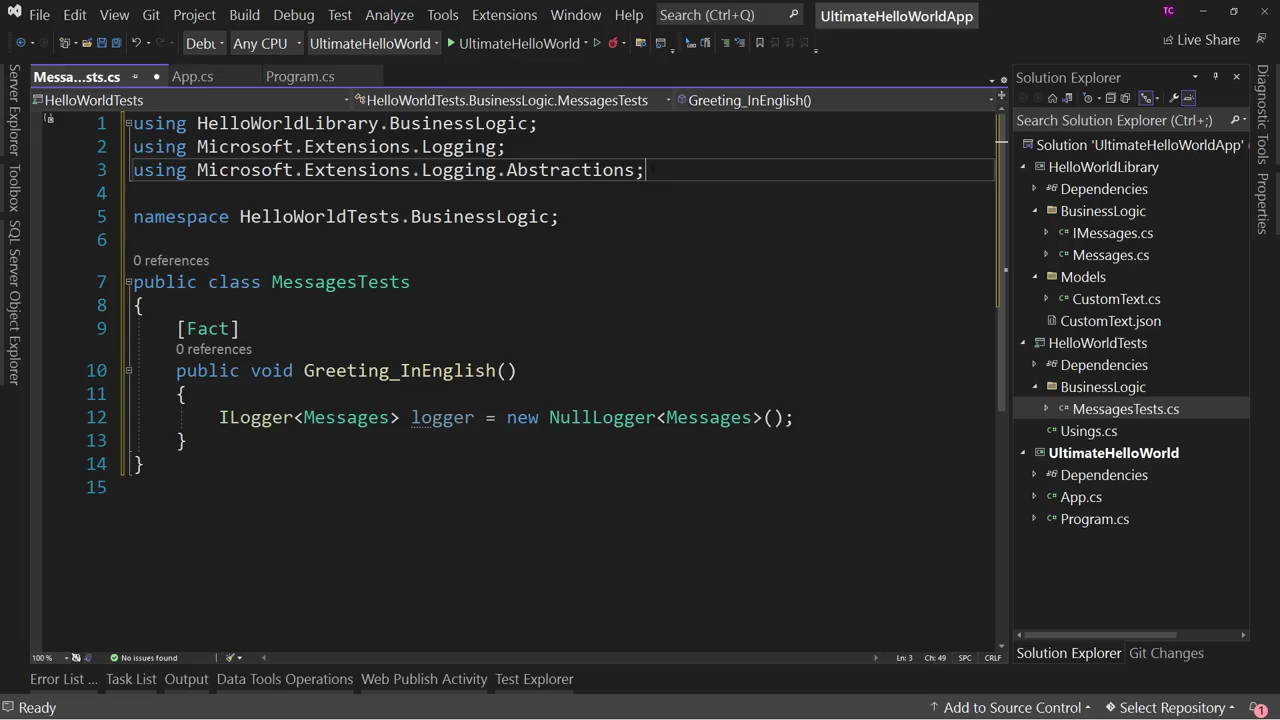 File Edit View Git Project Build Debug Test Analyze Tools Extensions Window Help Search (Ctrl+Q) UltimateHelloWorldApp TC
Debu Any CPU UltimateHelloWorld UltimateHelloWorld Live Share
Messa...sts.cs App.cs Program.cs
HelloWorldTests HelloWorldTests.BusinessLogic.MessagesTests Greeting_InEnglish()
1 using HelloWorldLibrary.BusinessLogic;
2 using Microsoft.Extensions.Logging;
3 using Microsoft.Extensions.Logging.Abstractions;
4
5 namespace HelloWorldTests.BusinessLogic;
6
0 references
7 public class MessagesTests
8 {
9 [Fact]
0 references
10 public void Greeting_InEnglish()
11 {
12 ILogger<Messages> logger = new NullLogger<Messages>();
13 }
14 }
15
100 % No issues found Ln: 3 Ch: 49 SPC CRLF
Error List ... Task List Output Data Tools Operations Web Publish Activity Test Explorer
Ready Add to Source Control Select Repository 1
Server Explorer
Toolbox
SQL Server Object Explorer
Solution Explorer
Search Solution Explorer (Ctrl+;)
Solution 'UltimateHelloWorldApp'
HelloWorldLibrary
Dependencies
BusinessLogic
C# IMessages.cs
C# Messages.cs
Models
C# CustomText.cs
CustomText.json
HelloWorldTests
Dependencies
BusinessLogic
C# MessagesTests.cs
C# Usings.cs
UltimateHelloWorld
Dependencies
C# App.cs
C# Program.cs
Solution Explorer Git Changes
Diagnostic Tools
Properties